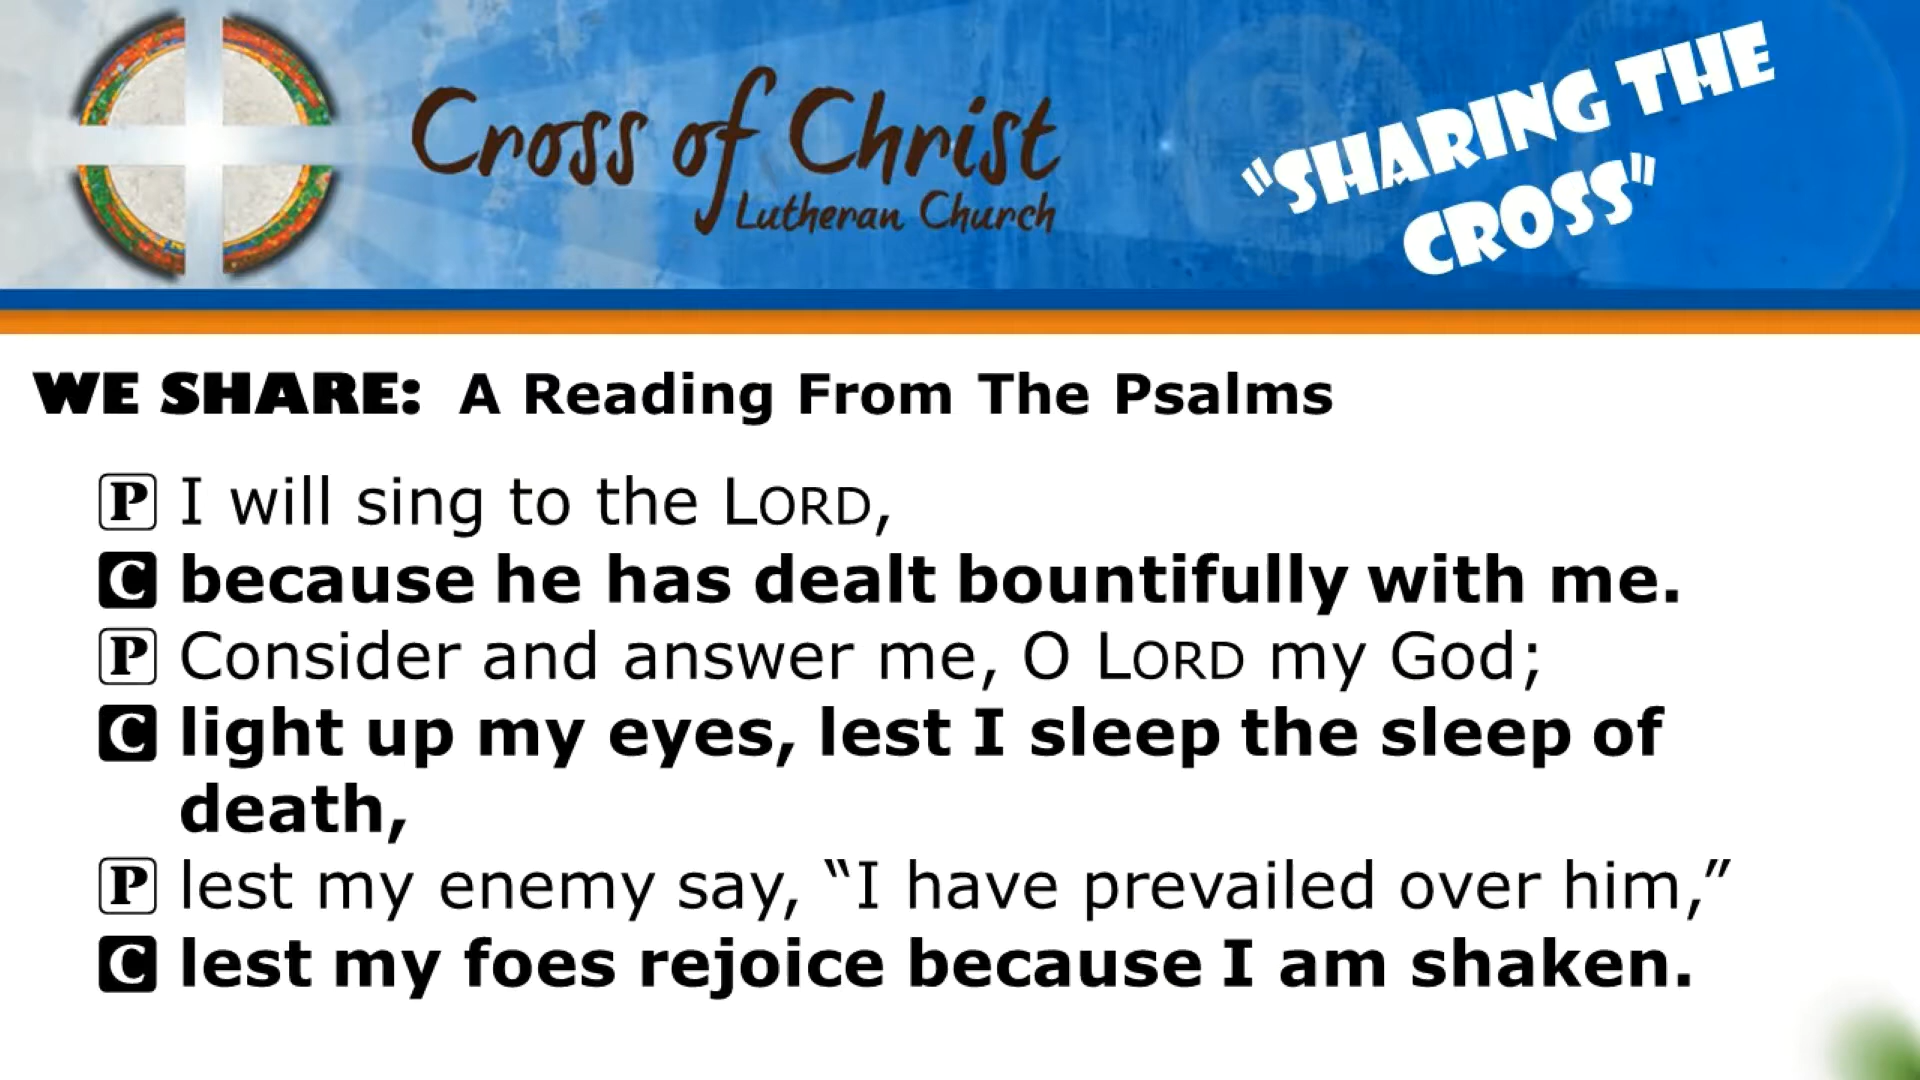 Cross of Christ
Lutheran Church
"SHARING THE
CROSS"
WE SHARE: A Reading From The Psalms
P I will sing to the LORD,
C because he has dealt bountifully with me.
P Consider and answer me, O LORD my God;
C light up my eyes, lest I sleep the sleep of
death,
P lest my enemy say, “I have prevailed over him,”
C lest my foes rejoice because I am shaken.